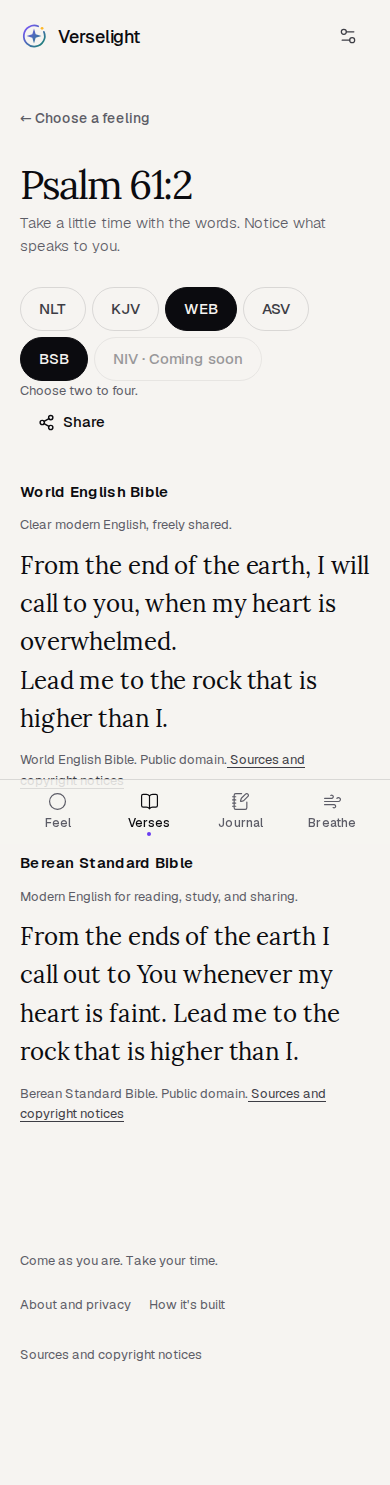 Verselight
← Choose a feeling
Psalm 61:2
Take a little time with the words. Notice what
speaks to you.
NLT KJV WEB ASV
BSB NIV · Coming soon
Choose two to four.
Share
World English Bible
Clear modern English, freely shared.
From the end of the earth, I will
call to you, when my heart is
overwhelmed.
Lead me to the rock that is
higher than I.
World English Bible. Public domain. Sources and
copyright notices
Feel Verses Journal Breathe
Berean Standard Bible
Modern English for reading, study, and sharing.
From the ends of the earth I
call out to You whenever my
heart is faint. Lead me to the
rock that is higher than I.
Berean Standard Bible. Public domain. Sources and
copyright notices
Come as you are. Take your time.
About and privacy How it's built
Sources and copyright notices